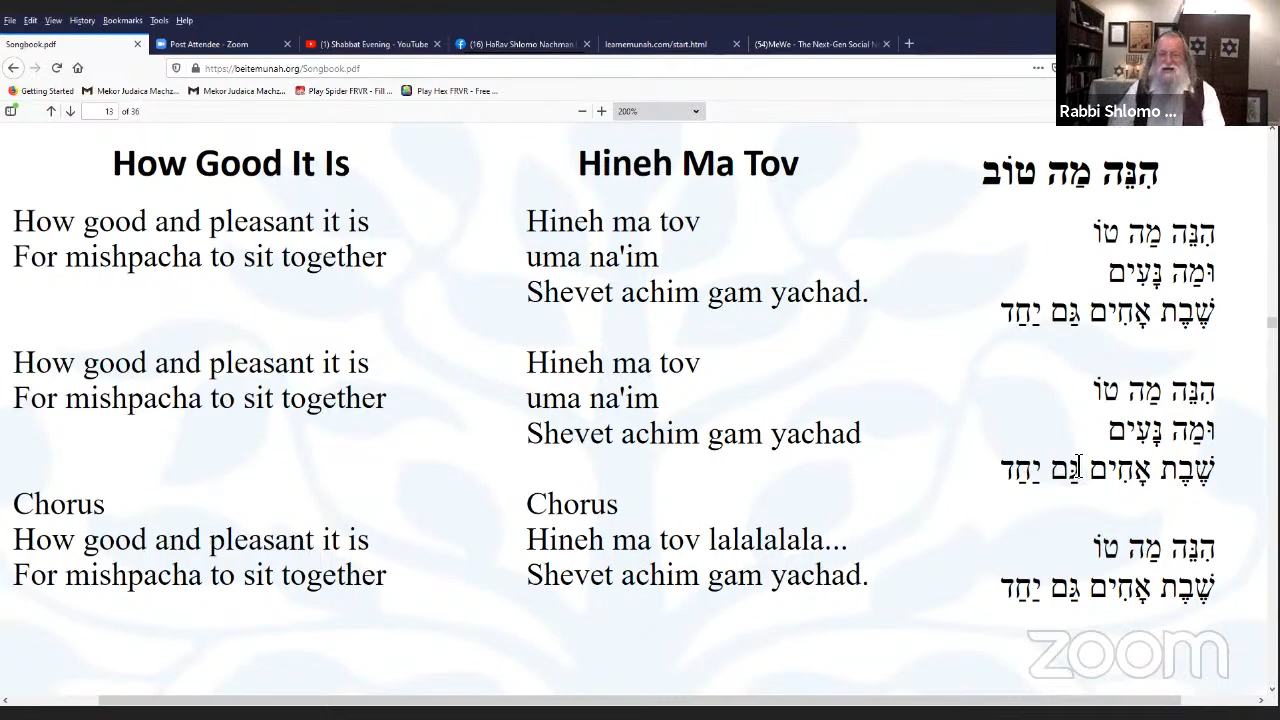 File Edit View History Bookmarks Tools Help
Songbook.pdf
Post Attendee - Zoom
(1) Shabbat Evening - YouTube
(16) HaRav Shlomo Nachman
learnemunah.com/start.html
(54)MeWe - The Next-Gen Social N
https://beitemunah.org/Songbook.pdf
Getting Started
Mekor Judaica Machz...
Mekor Judaica Machz...
Play Spider FRVR - Fill ...
Play Hex FRVR - Free ...
13 of 36
200%
Rabbi Shlomo ...
How Good It Is
How good and pleasant it is
For mishpacha to sit together
How good and pleasant it is
For mishpacha to sit together
Chorus
How good and pleasant it is
For mishpacha to sit together
Hineh Ma Tov
Hineh ma tov
uma na'im
Shevet achim gam yachad.
Hineh ma tov
uma na'im
Shevet achim gam yachad
Chorus
Hineh ma tov lalalalala...
Shevet achim gam yachad.
הִנֵּה מַה טוֹב
הִנֵּה מַה טוֹ
וּמַה נָּעִים
שֶׁבֶת אָחִים גַּם יַחַד
הִנֵּה מַה טוֹ
וּמַה נָּעִים
שֶׁבֶת אָחִים גַּם יַחַד
הִנֵּה מַה טוֹ
שֶׁבֶת אָחִים גַּם יַחַד
zoom